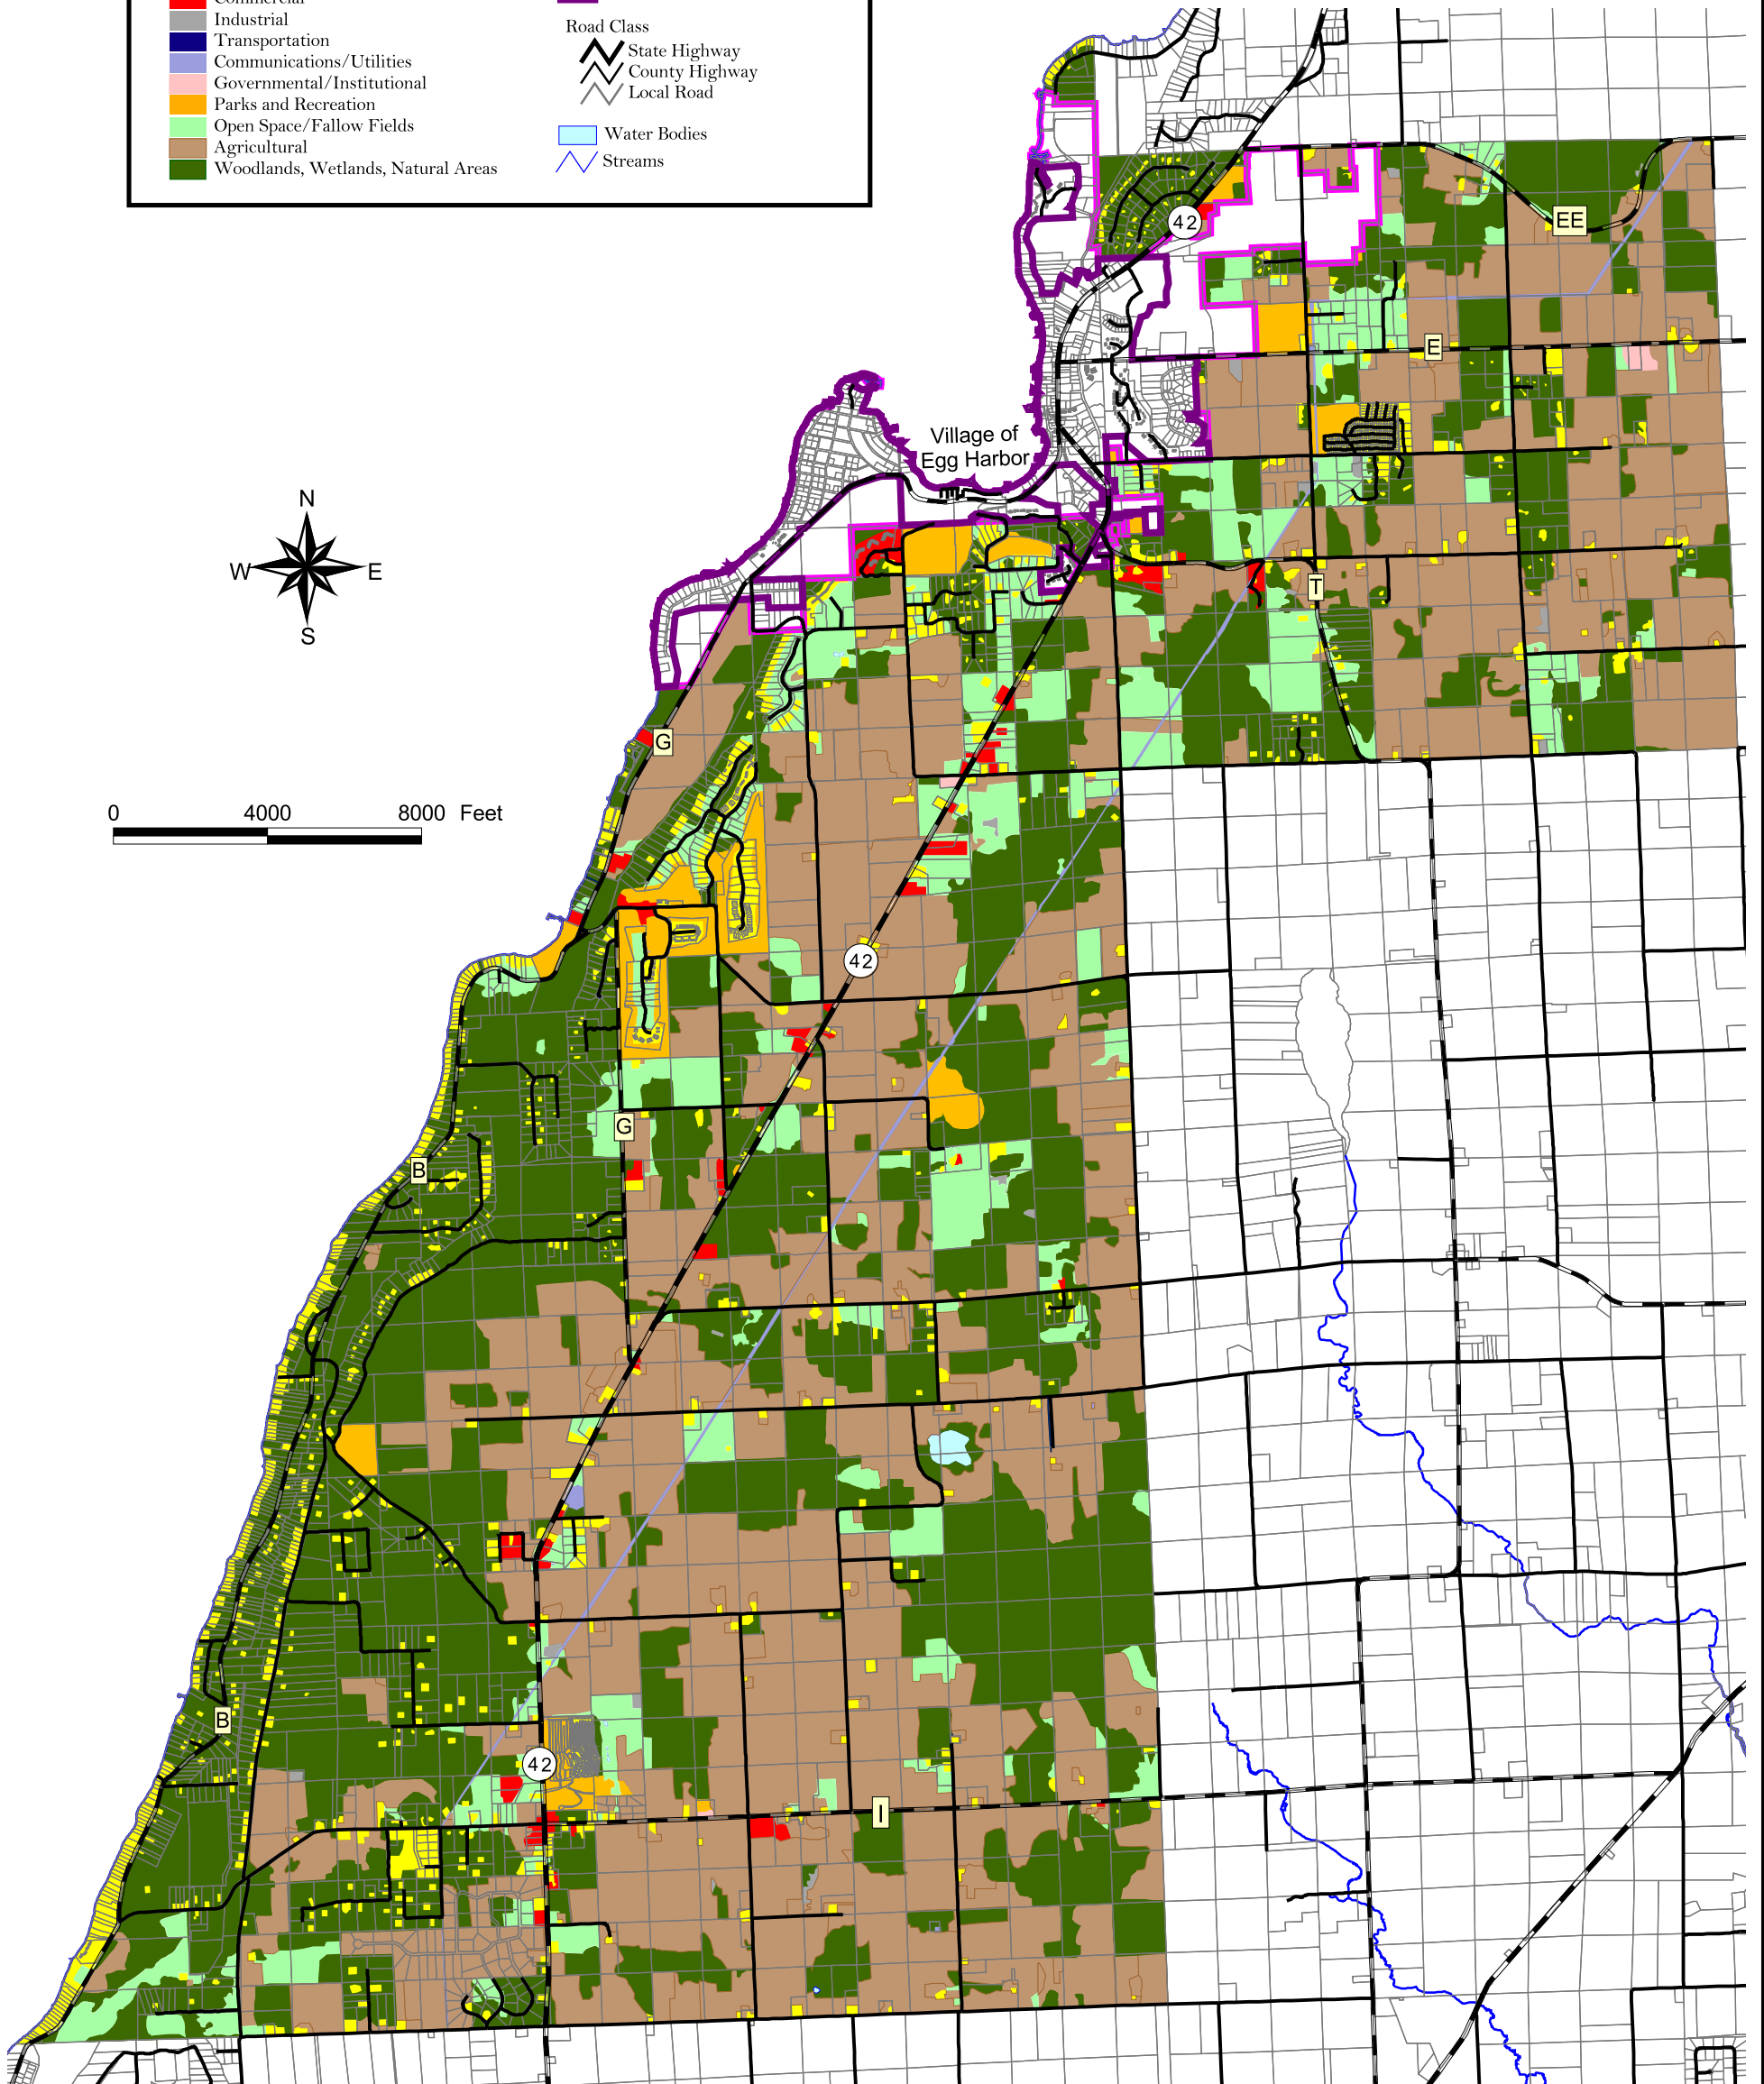 Commercial
Industrial
Transportation
Communications/Utilities
Governmental/Institutional
Parks and Recreation
Open Space/Fallow Fields
Agricultural
Woodlands, Wetlands, Natural Areas
Road Class
State Highway
County Highway
Local Road
Water Bodies
Streams
42
EE
E
Village of
Egg Harbor
N
W E
S
T
G
0 4000 8000 Feet
42
G
B
B
42
I